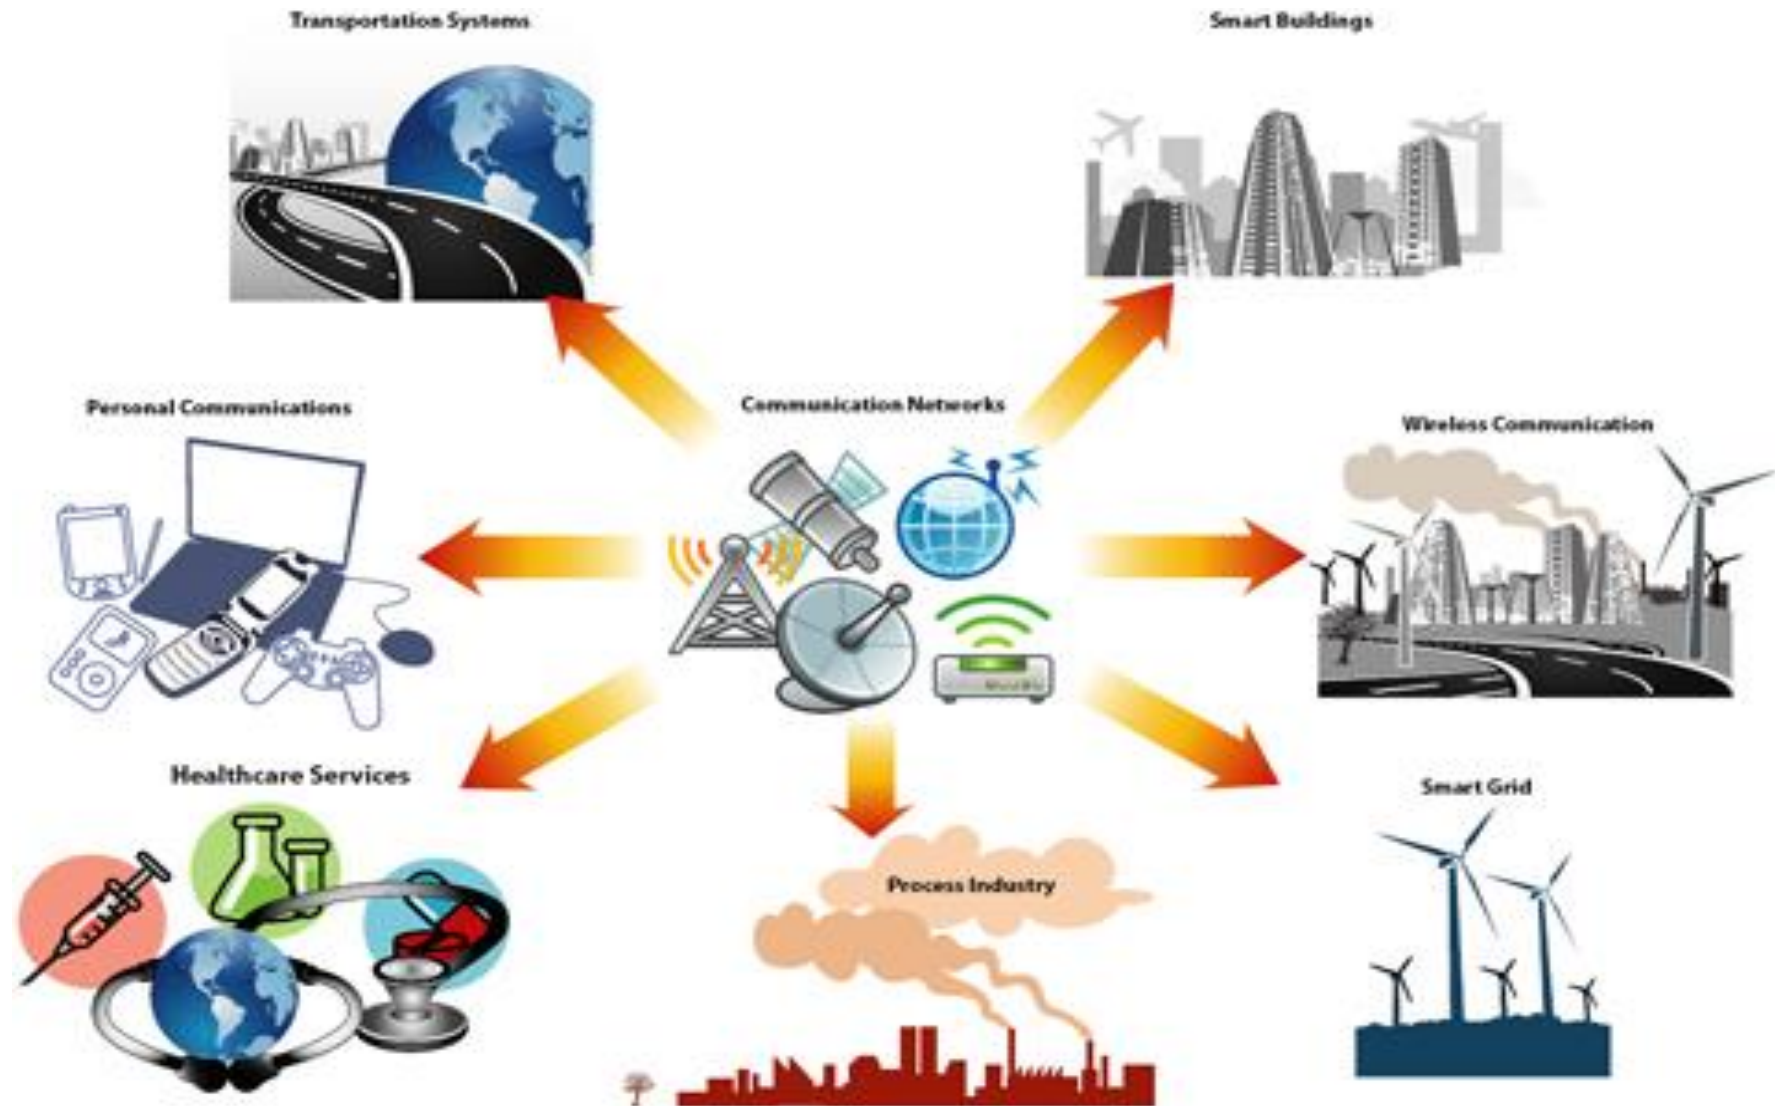 Transportation Systems
Smart Buildings
Personal Communications
Communication Networks
Wireless Communication
Healthcare Services
Smart Grid
Process Industry